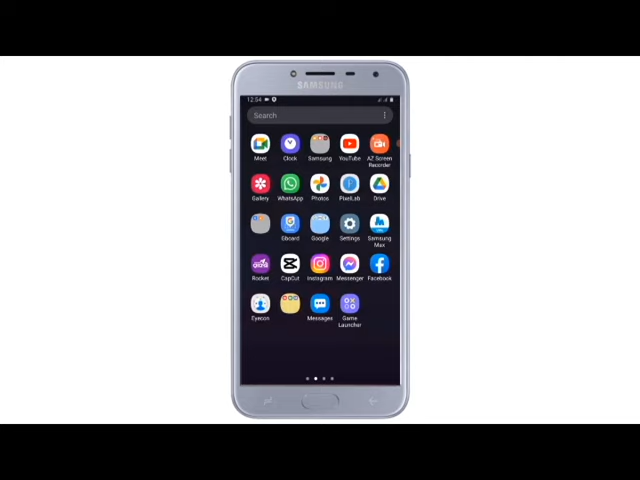 SAMSUNG
12:54
Search
Meet Clock Samsung YouTube AZ Screen Recorder
Gallery WhatsApp Photos PixelLab Drive
Gboard Google Settings Samsung Max
Rocket CapCut Instagram Messenger Facebook
Eyecon Messages Game Launcher